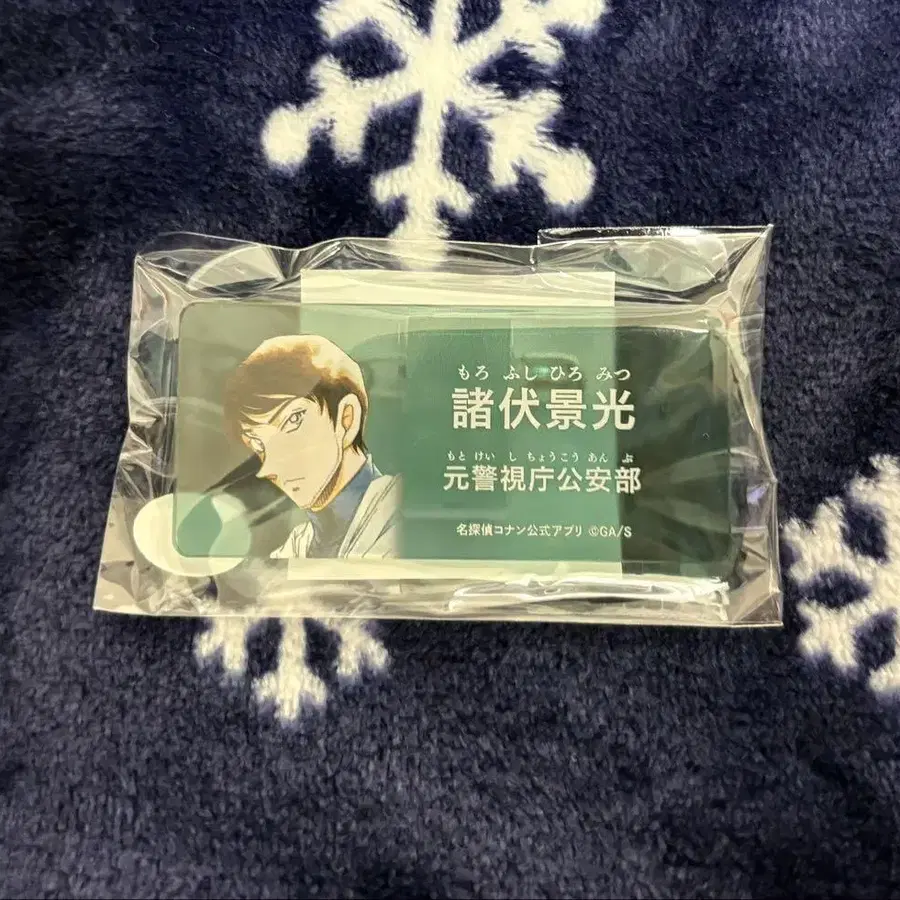 もろ ふし ひろ みつ
諸伏景光
もと けい し ちょうこう あん ぶ
元警視庁公安部
名探偵コナン公式アプリ ©GA/S